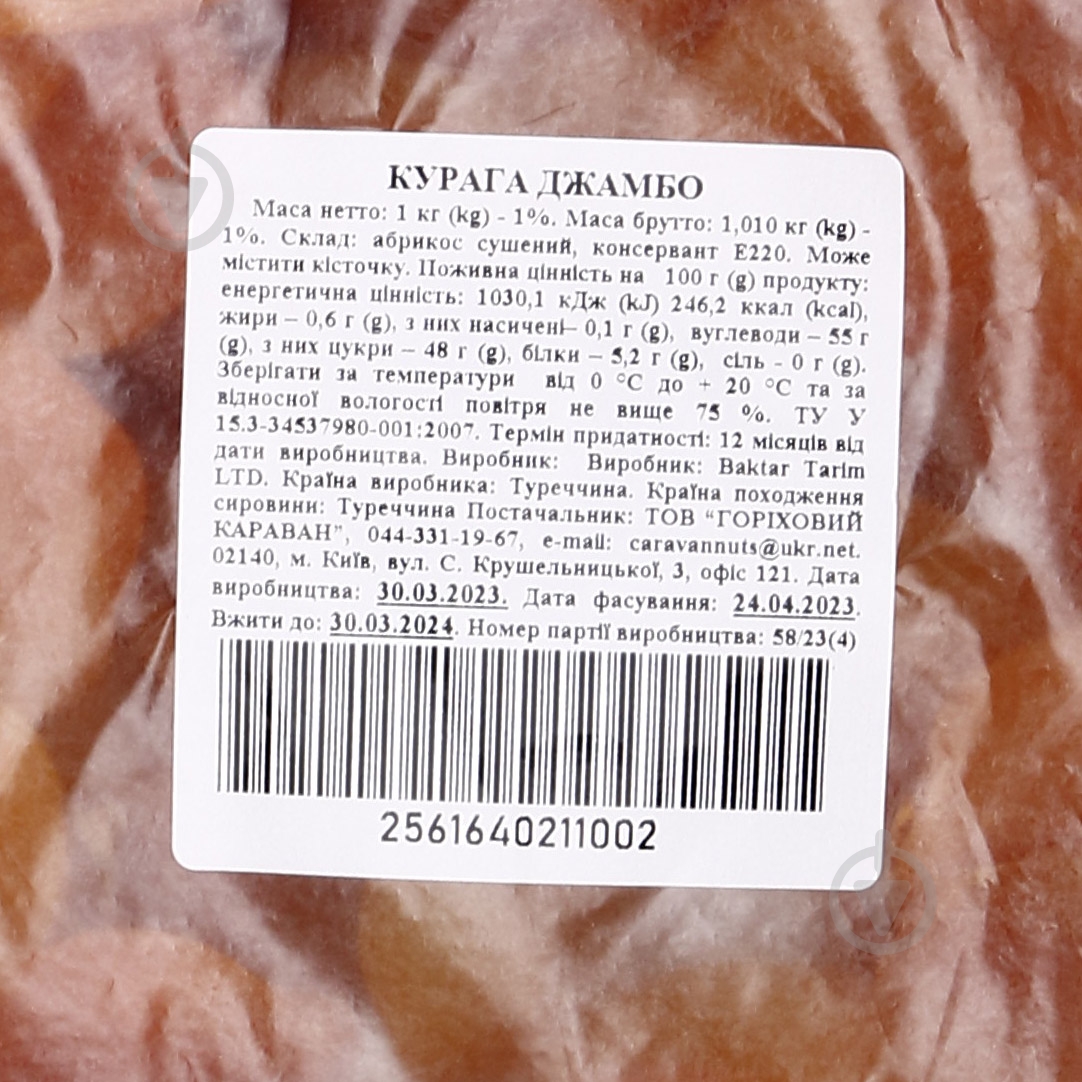 КУРАГА ДЖАМБО
Маса нетто: 1 кг (kg) - 1%. Маса брутто: 1,010 кг (kg) -
1%. Склад: абрикос сушений, консервант Е220. Може
містити кісточку. Поживна цінність на 100 г (g) продукту:
енергетична цінність: 1030,1 кДж (kJ) 246,2 ккал (kcal),
жири – 0,6 г (g), з них насичені– 0,1 г (g), вуглеводи – 55 г
(g), з них цукри – 48 г (g), білки – 5,2 г (g), сіль - 0 г (g).
Зберігати за температури від 0 °С до + 20 °С та за
відносної вологості повітря не вище 75 %. ТУ У
15.3-34537980-001:2007. Термін придатності: 12 місяців від
дати виробництва. Виробник: Виробник: Baktar Tarim
LTD. Країна виробника: Туреччина. Країна походження
сировини: Туреччина Постачальник: ТОВ “ГОРІХОВИЙ
КАРАВАН”, 044-331-19-67, e-mail: caravannuts@ukr.net.
02140, м. Київ, вул. С. Крушельницької, 3, офіс 121. Дата
виробництва: 30.03.2023. Дата фасування: 24.04.2023.
Вжити до: 30.03.2024. Номер партії виробництва: 58/23(4)
2561640211002